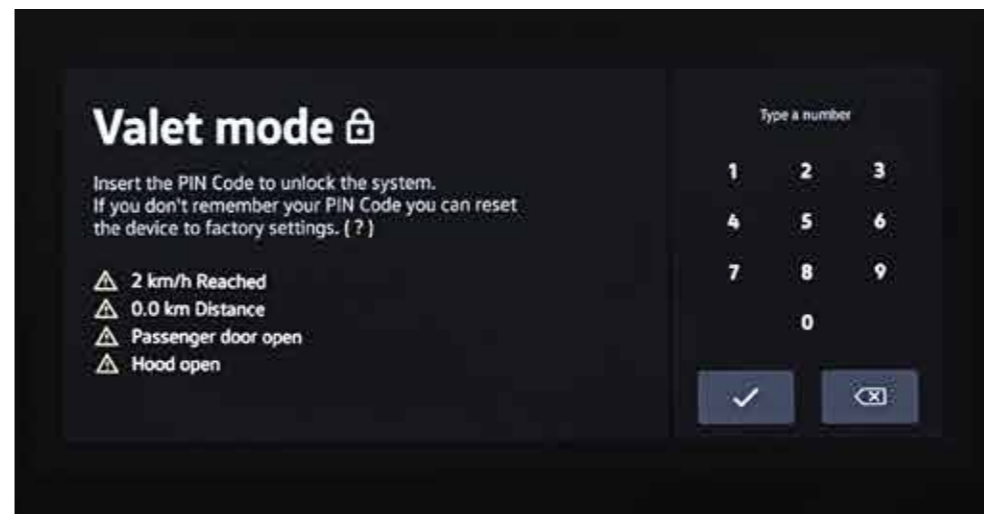 Valet mode
Insert the PIN Code to unlock the system.
If you don't remember your PIN Code you can reset
the device to factory settings. ( ? )
2 km/h Reached
0.0 km Distance
Passenger door open
Hood open
Type a number
1 2 3
4 5 6
7 8 9
0